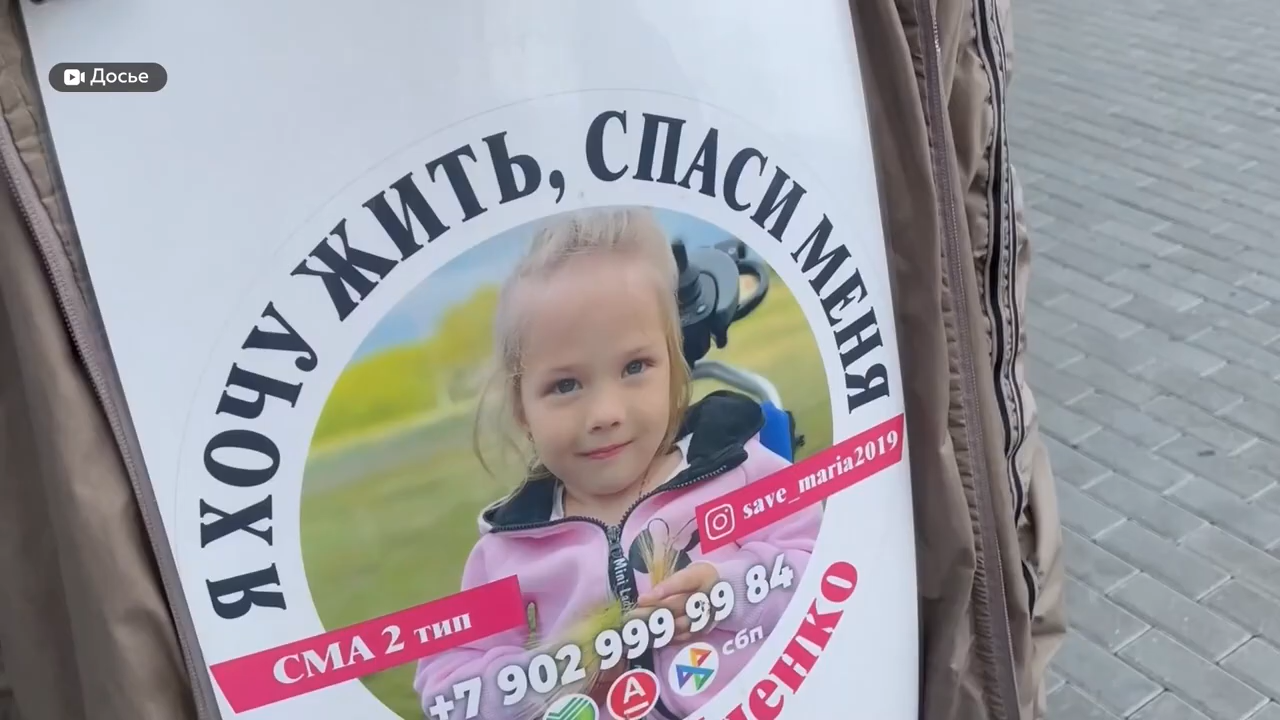 Досье
Я ХОЧУ ЖИТЬ, СПАСИ МЕНЯ
save_maria2019
СМА 2 тип
+7 902 999 99 84
сбп